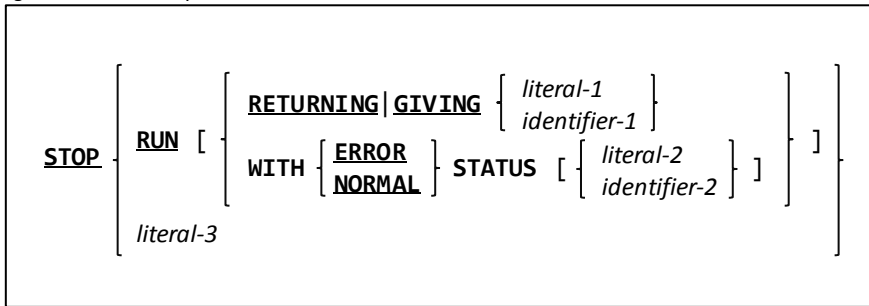 RETURNING|GIVING { literal-1
identifier-1 }
STOP { RUN [ { WITH { ERROR
NORMAL } STATUS [ { literal-2
identifier-2 } ] } ]
literal-3 }